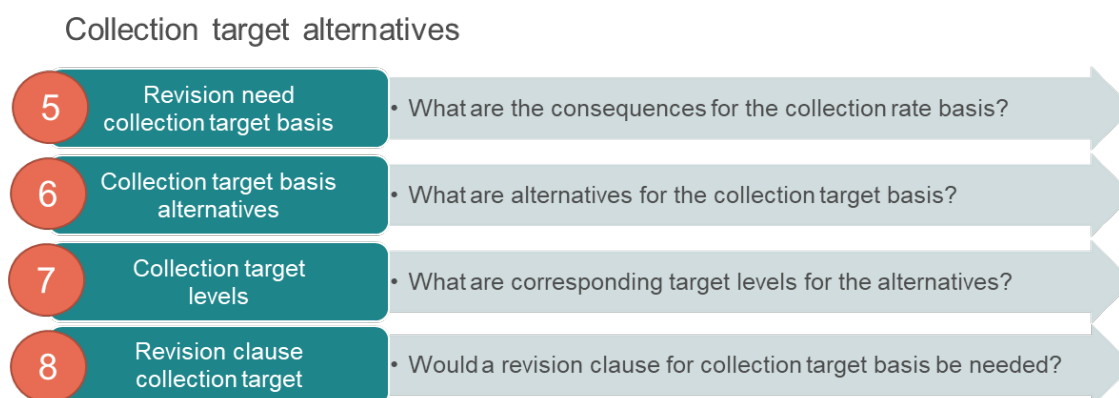 Collection target alternatives
5
Revision need
collection target basis
• What are the consequences for the collection rate basis?
6
Collection target basis
alternatives
• What are alternatives for the collection target basis?
7
Collection target
levels
• What are corresponding target levels for the alternatives?
8
Revision clause
collection target
• Would a revision clause for collection target basis be needed?